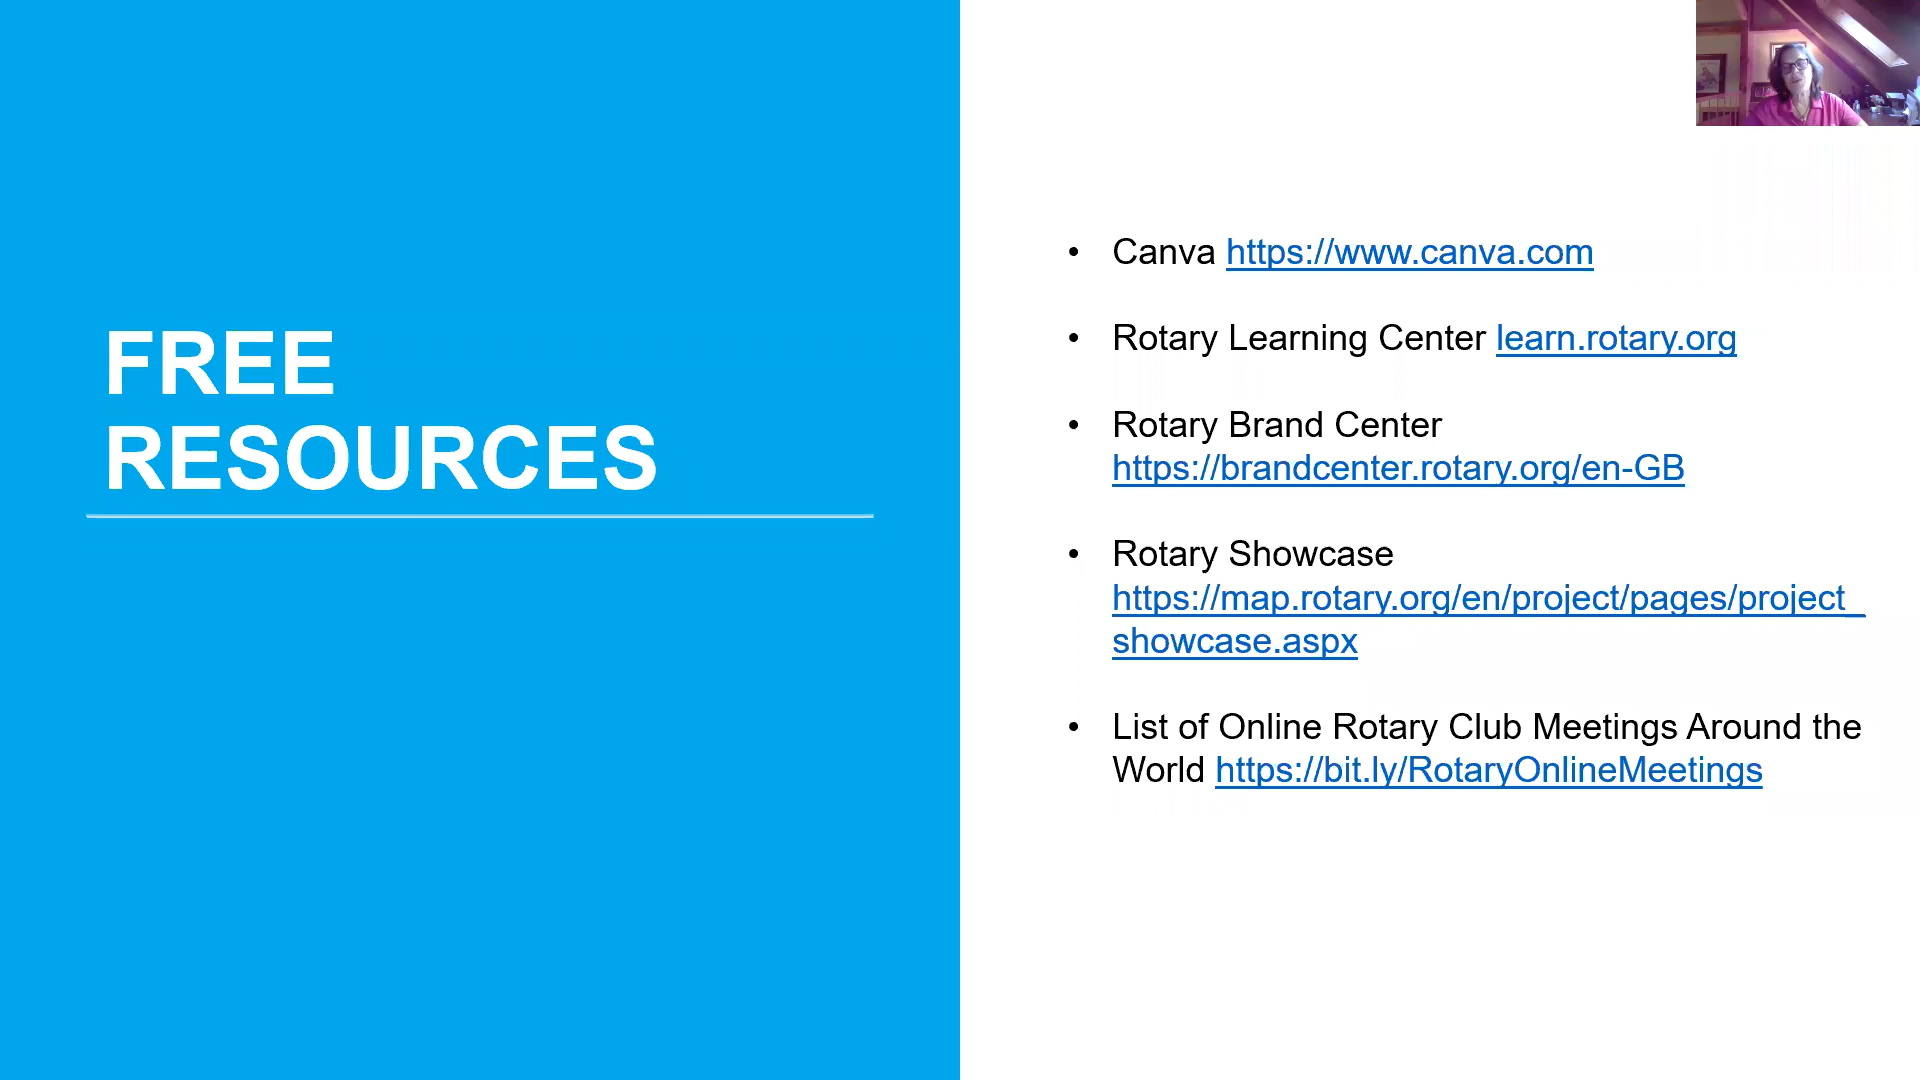 FREE
RESOURCES
• Canva https://www.canva.com
• Rotary Learning Center learn.rotary.org
• Rotary Brand Center
https://brandcenter.rotary.org/en-GB
• Rotary Showcase
https://map.rotary.org/en/project/pages/project_
showcase.aspx
• List of Online Rotary Club Meetings Around the
World https://bit.ly/RotaryOnlineMeetings